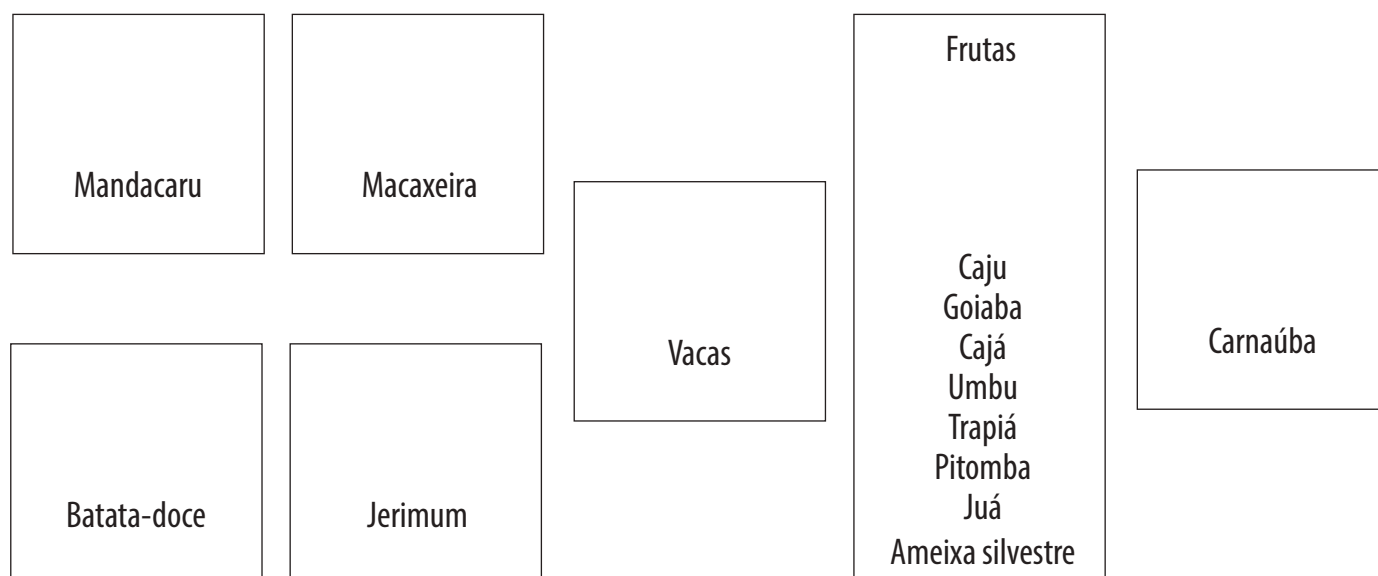 Mandacaru
Macaxeira
Batata-doce
Jerimum
Vacas
Frutas
Caju
Goiaba
Cajá
Umbu
Trapiá
Pitomba
Juá
Ameixa silvestre
Carnaúba